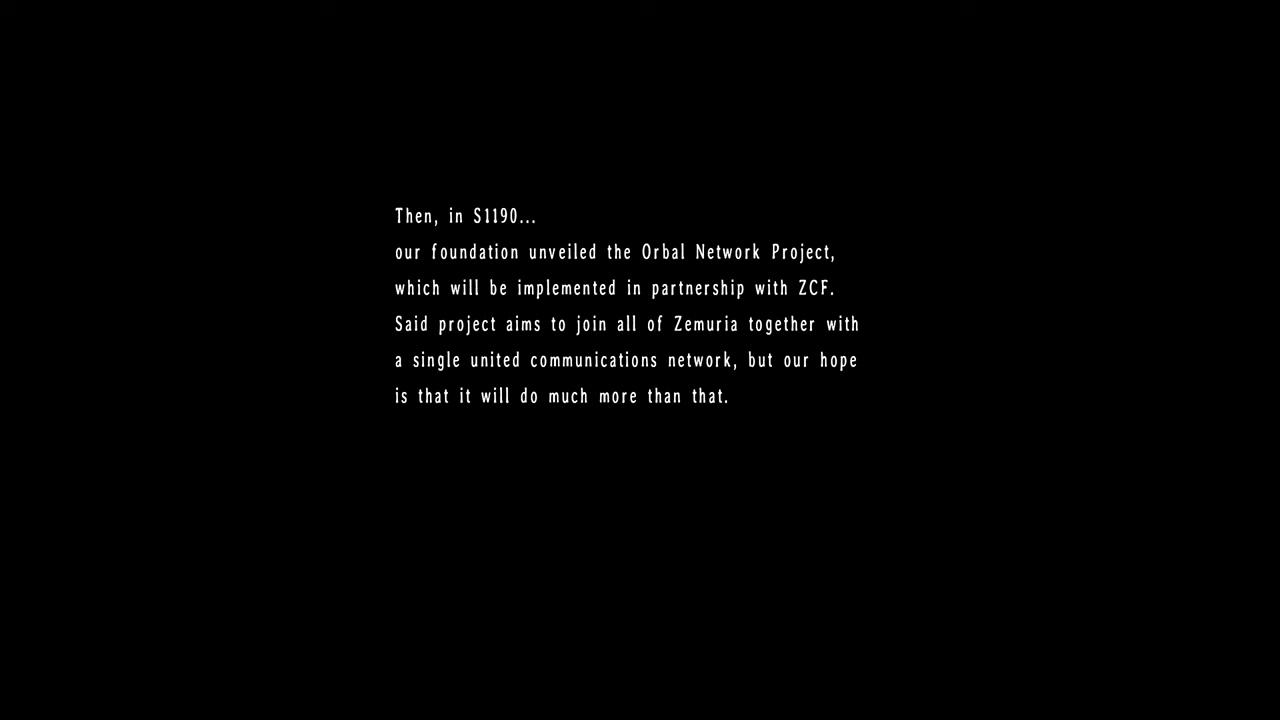 Then, in S1190...
our foundation unveiled the Orbal Network Project,
which will be implemented in partnership with ZCF.
Said project aims to join all of Zemuria together with
a single united communications network, but our hope
is that it will do much more than that.